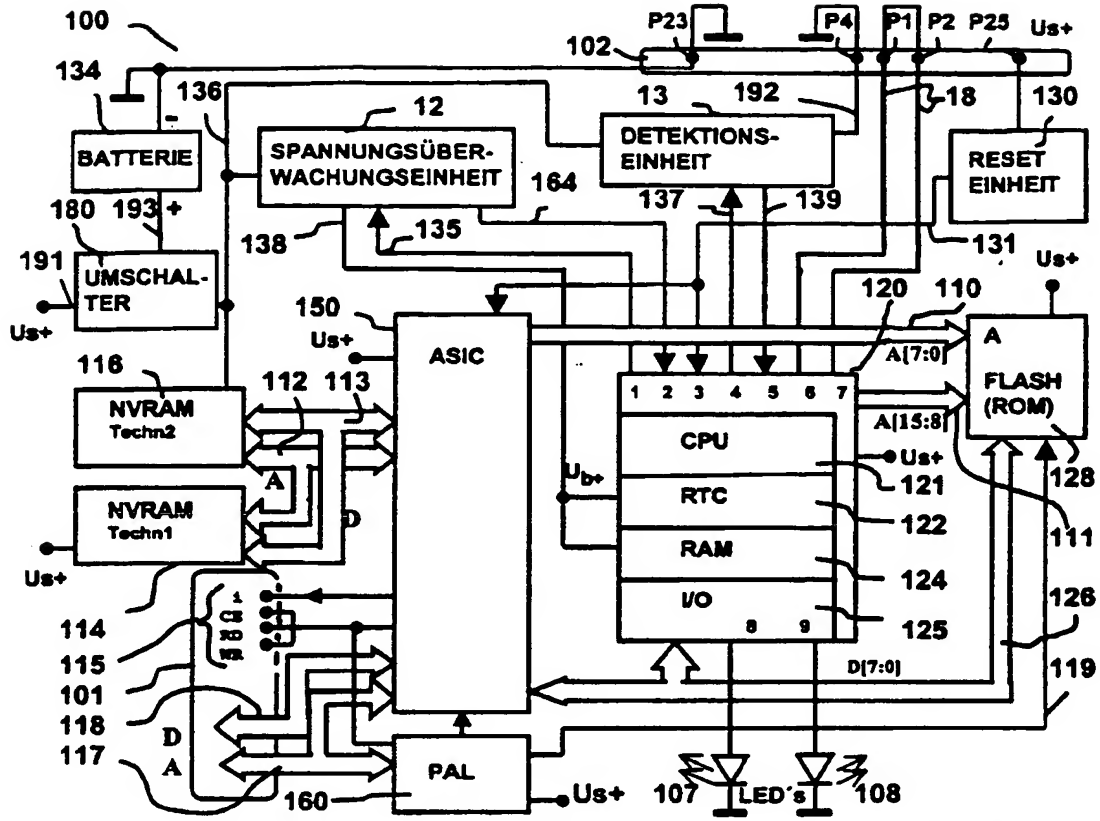 100
P23
P4
P1
P2
P25
Us+
102
134
136
12
13
192
18
130
-
BATTERIE
SPANNUNGSÜBER-
WACHUNGSEINHEIT
DETEKTIONS-
EINHEIT
RESET
EINHEIT
180
193
+
138
135
164
137
139
131
191
UMSCHAL-
TER
Us+
150
Us+
ASIC
120
110
Us+
A
A[7:0]
116
112
113
NVRAM
Techn2
1 2 3 4 5 6 7
FLASH
(ROM)
A[15:8]
CPU
Us+
128
A
Ub+
121
NVRAM
Techn1
D
RTC
122
111
Us+
RAM
124
126
114
I/O
125
115
1
CE
RD
WR
8 9
101
D[7:0]
119
118
D
A
117
PAL
160
Us+
107
LED's
108